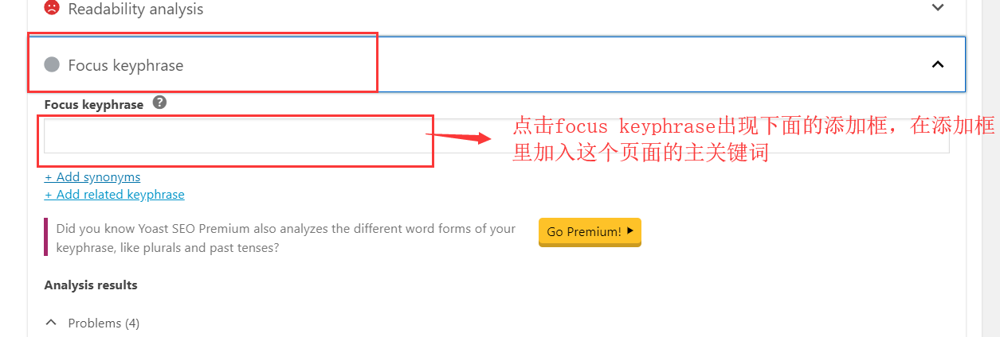 Readability analysis
Focus keyphrase
Focus keyphrase ?
点击focus keyphrase出现下面的添加框，在添加框
里加入这个页面的主关键词
+ Add synonyms
+ Add related keyphrase
Did you know Yoast SEO Premium also analyzes the different word forms of your
keyphrase, like plurals and past tenses?
Go Premium!
Analysis results
Problems (4)